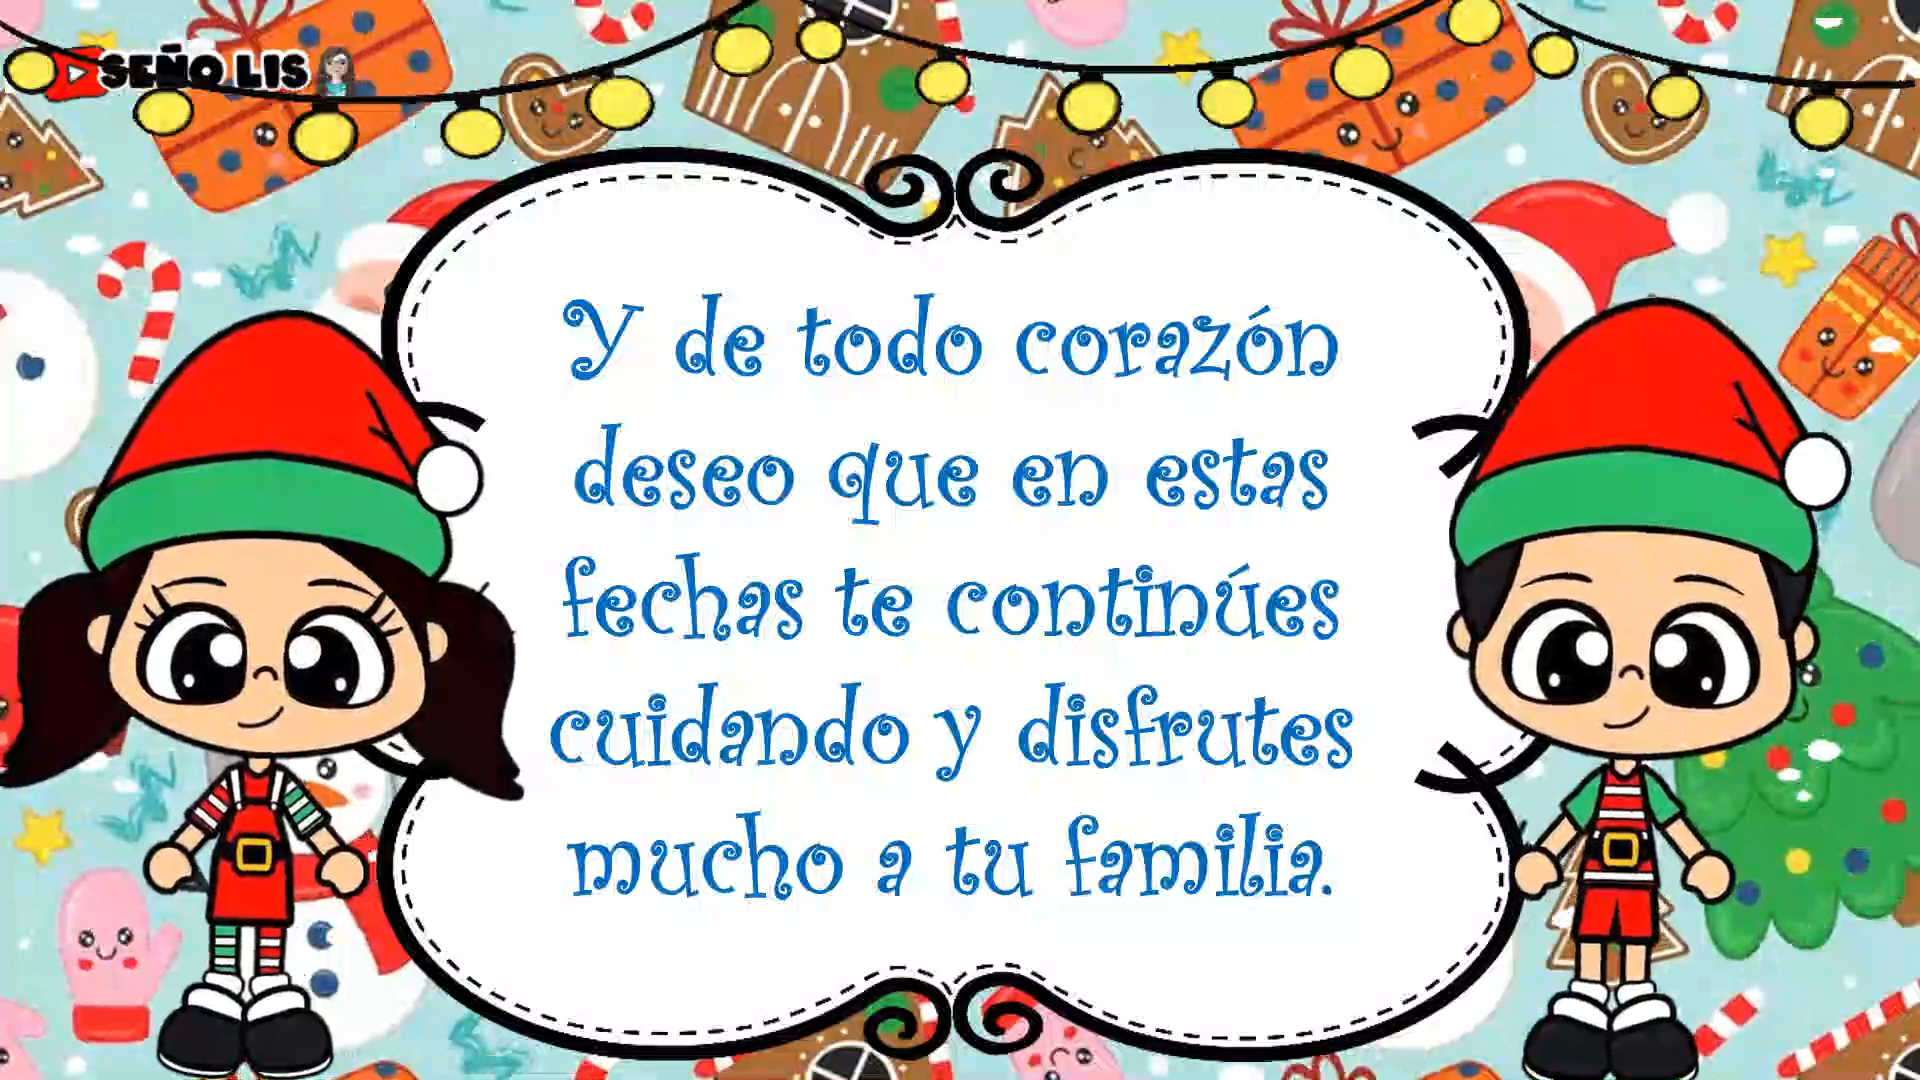 SEÑO LIS
Y de todo corazón
deseo que en estas
fechas te continúes
cuidando y disfrutes
mucho a tu familia.